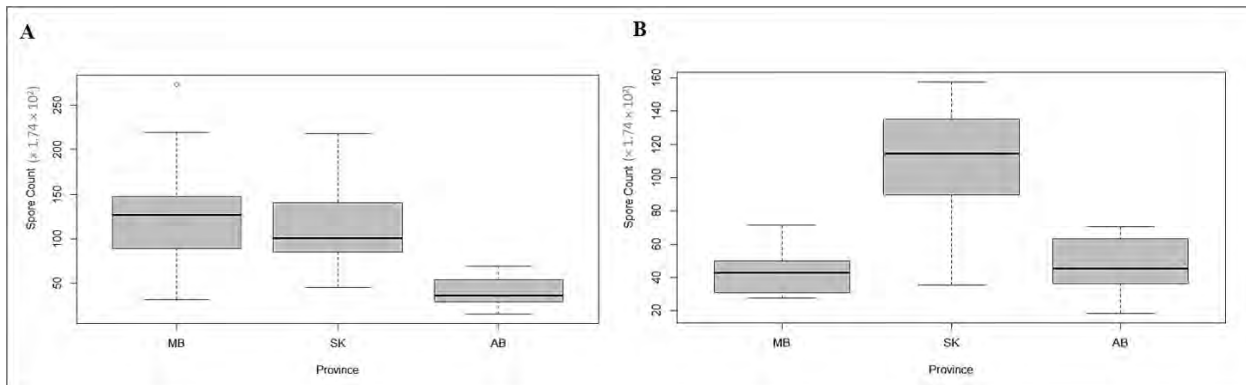 A
Spore Count (× 1.74 × 10²)
250
200
150
100
50
MB SK AB
Province
B
Spore Count (× 1.74 × 10²)
160
140
120
100
80
60
40
20
MB SK AB
Province